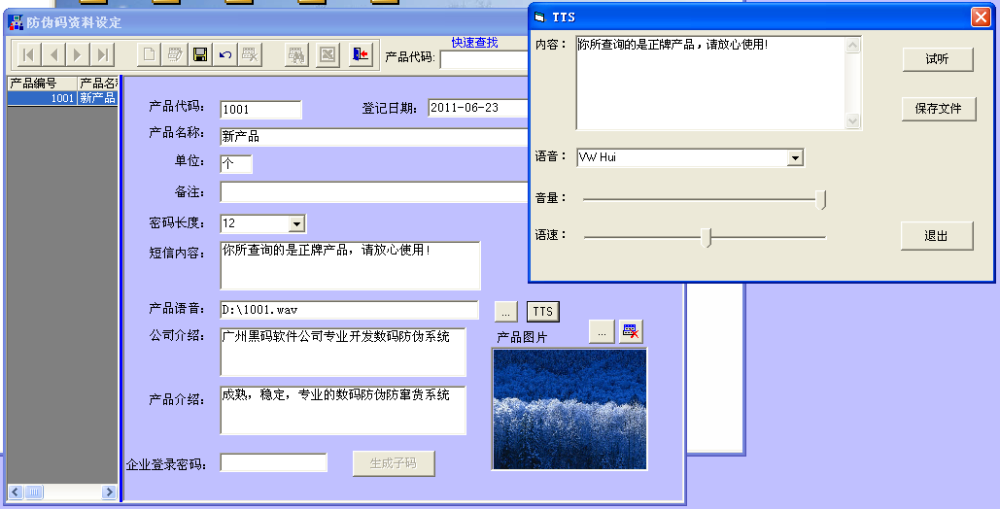 防伪码资料设定
快速查找
产品代码:
产品编号 产品名称
1001 新产品
产品代码: 1001
登记日期: 2011-06-23
产品名称: 新产品
单位: 个
备注:
密码长度: 12
短信内容: 你所查询的是正牌产品，请放心使用!
产品语音: D:\1001.wav
...
TTS
公司介绍: 广州黑码软件公司专业开发数码防伪系统
产品图片
...
产品介绍: 成熟，稳定，专业的数码防伪防窜货系统
企业登录密码:
生成子码
TTS
内容: 你所查询的是正牌产品，请放心使用!
试听
保存文件
语音: VW Hui
音量:
语速:
退出